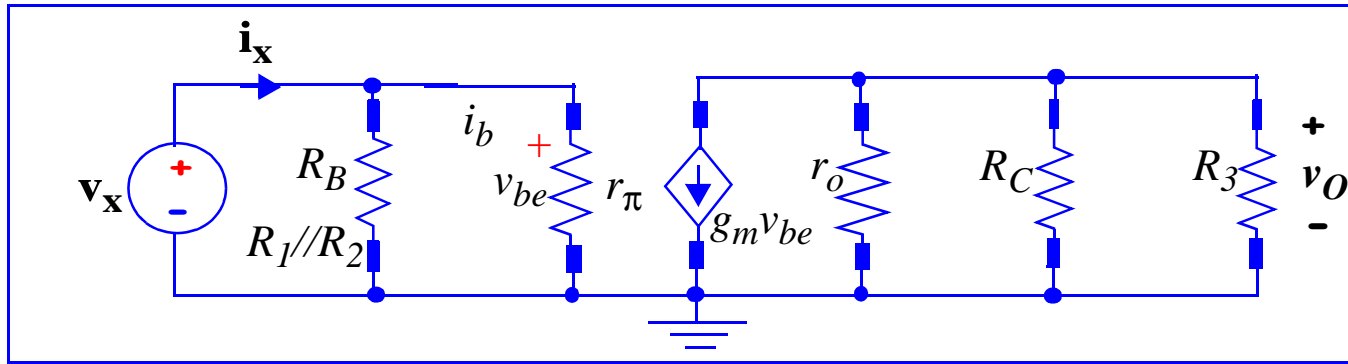 i_x
v_x
+
-
R_B
R_1//R_2
i_b
+
v_be
r_π
g_m v_be
r_o
R_C
R_3
+
v_O
-